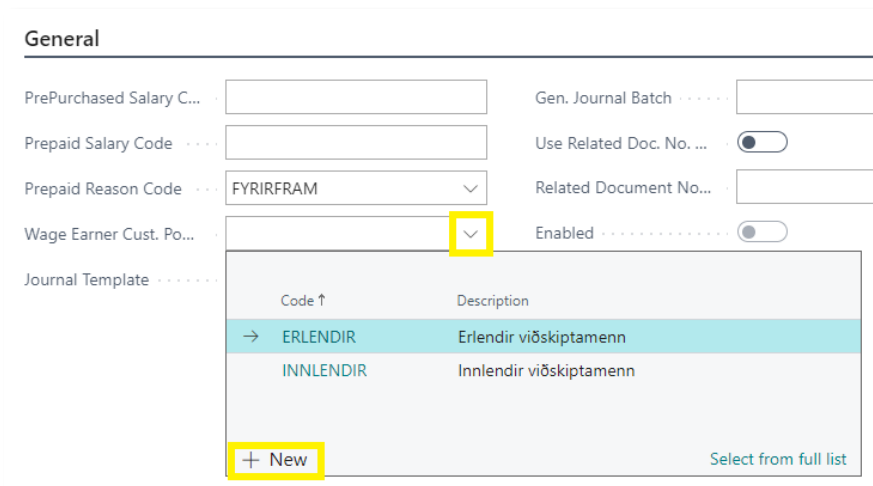 General
PrePurchased Salary C... Gen. Journal Batch
Prepaid Salary Code Use Related Doc. No. ...
Prepaid Reason Code FYRIRFRAM Related Document No...
Wage Earner Cust. Po... Enabled
Journal Template
Code ↑ Description
→ ERLENDIR Erlendir viðskiptamenn
INNLENDIR Innlendir viðskiptamenn
+ New Select from full list